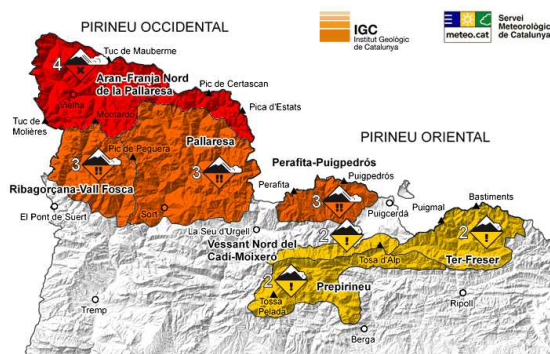 PIRINEU OCCIDENTAL
IGC
Institut Geològic
de Catalunya
meteo.cat
Servei
Meteorològic
de Catalunya
4
Tuc de Mauberme
Aran-Franja Nord
de la Pallaresa
Pic de Certascan
Vielha
Pica d'Estats
Montardo
Tuc de
Molières
PIRINEU ORIENTAL
Pallaresa
Pic de Peguera
3
3
Perafita-Puigpedrós
Puigpedrós
Perafita
3
Ribagorçana-Vall Fosca
El Pont de Suert
Sort
La Seu d'Urgell
Puigcerdà
Puigmal
Bastiments
2
2
Vessant Nord del
Cadí-Moixeró
Tosa d'Alp
Ter-Freser
2
Prepirineu
Tossa
Pelada
Tremp
Ripoll
Berga